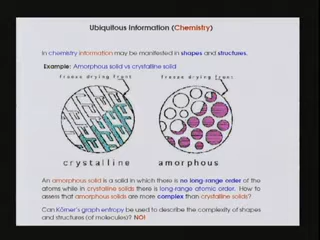 Ubiquitous Information (Chemistry)
In chemistry information may be manifested in shapes and structures.
Example: Amorphous solid vs crystalline solid
freeze drying front freeze drying front
crystalline amorphous
An amorphous solid is a solid in which there is no long-range order of the
atoms while in crystalline solids there is long-range atomic order. How to
assess that amorphous solids are more complex than crystalline solids?
Can Körner's graph entropy be used to describe the complexity of shapes
and structures (of molecules)? NO!